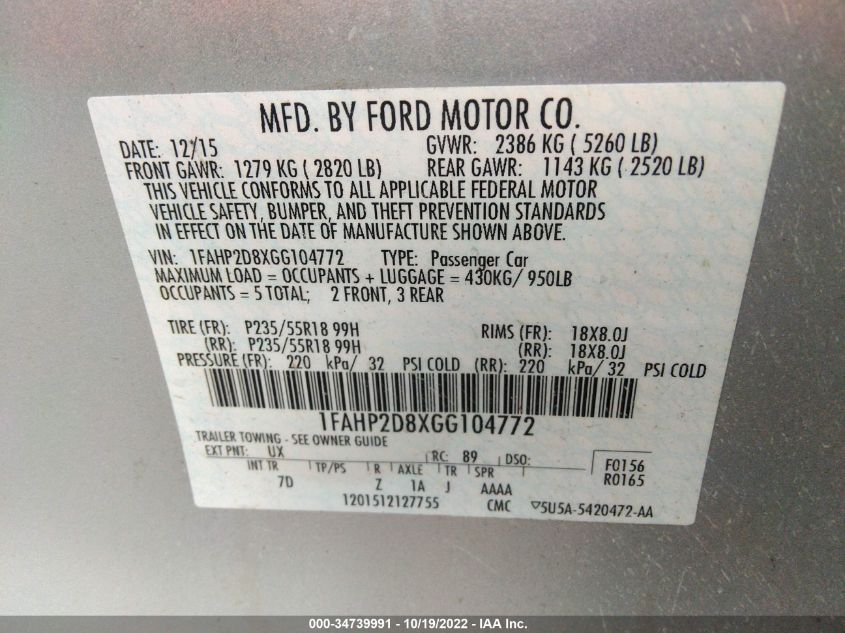 MFD. BY FORD MOTOR CO.
DATE: 12/15 GVWR: 2386 KG ( 5260 LB)
FRONT GAWR: 1279 KG ( 2820 LB) REAR GAWR: 1143 KG ( 2520 LB)
THIS VEHICLE CONFORMS TO ALL APPLICABLE FEDERAL MOTOR
VEHICLE SAFETY, BUMPER, AND THEFT PREVENTION STANDARDS
IN EFFECT ON THE DATE OF MANUFACTURE SHOWN ABOVE.
VIN: 1FAHP2D8XGG104772 TYPE: Passenger Car
MAXIMUM LOAD = OCCUPANTS + LUGGAGE = 430KG/ 950LB
OCCUPANTS = 5 TOTAL; 2 FRONT, 3 REAR
TIRE (FR): P235/55R18 99H RIMS (FR): 18X8.0J
(RR): P235/55R18 99H (RR): 18X8.0J
PRESSURE (FR): 220 kPa/ 32 PSI COLD (RR): 220 kPa/ 32 PSI COLD
1FAHP2D8XGG104772
TRAILER TOWING - SEE OWNER GUIDE
EXT PNT: UX RC: 89 DSO: F0156
INT TR TP/PS R AXLE TR SPR R0165
7D Z 1A J AAAA
1201512127755 CMC ▽5U5A-5420472-AA
000-34739991 - 10/19/2022 - IAA Inc.